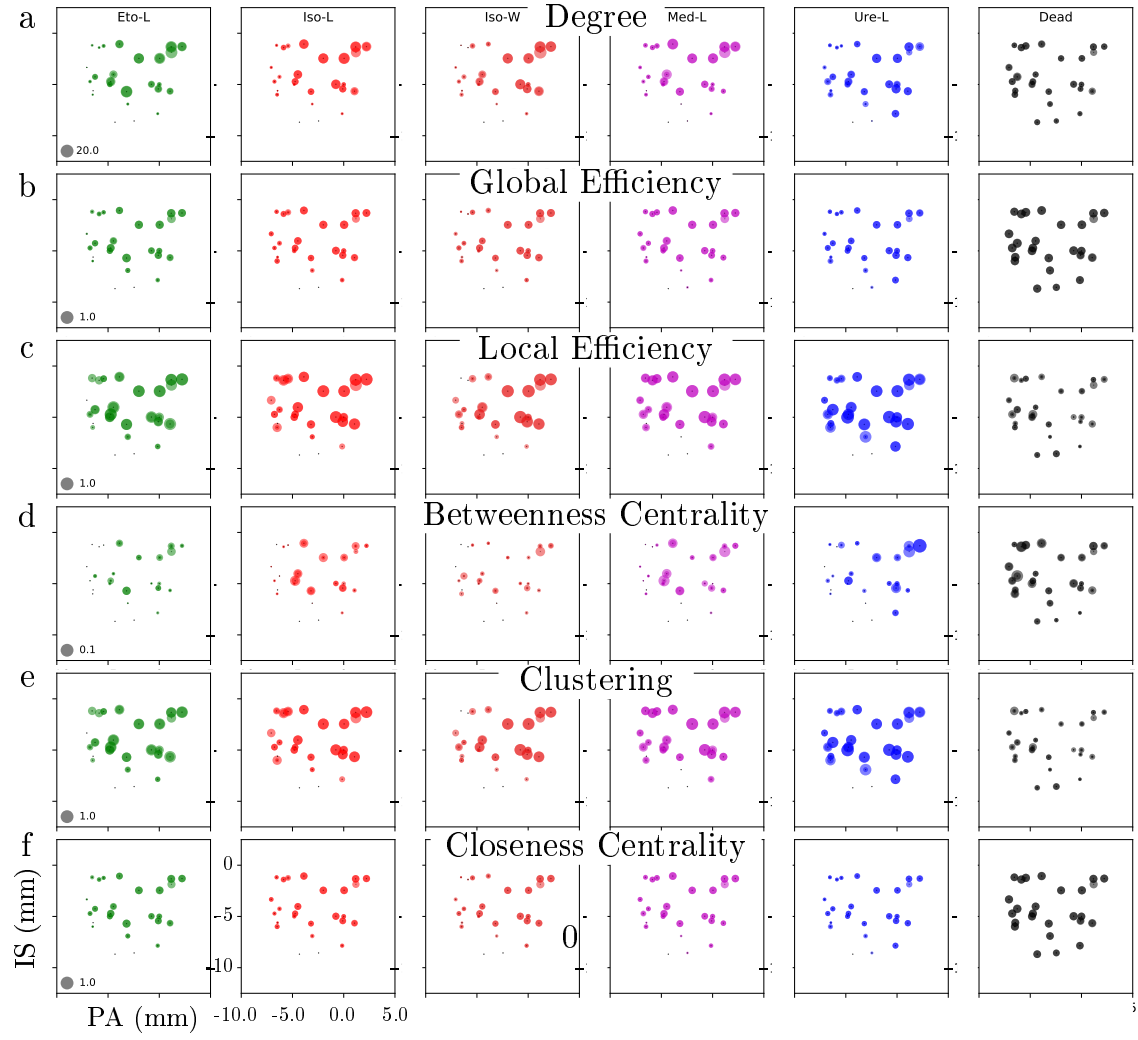 a Degree
Eto-L Iso-L Iso-W Med-L Ure-L Dead
20.0
b Global Efficiency
1.0
c Local Efficiency
1.0
d Betweenness Centrality
0.1
e Clustering
1.0
f Closeness Centrality
0
-5
-10
0
1.0
IS (mm)
PA (mm) -10.0 -5.0 0.0 5.0